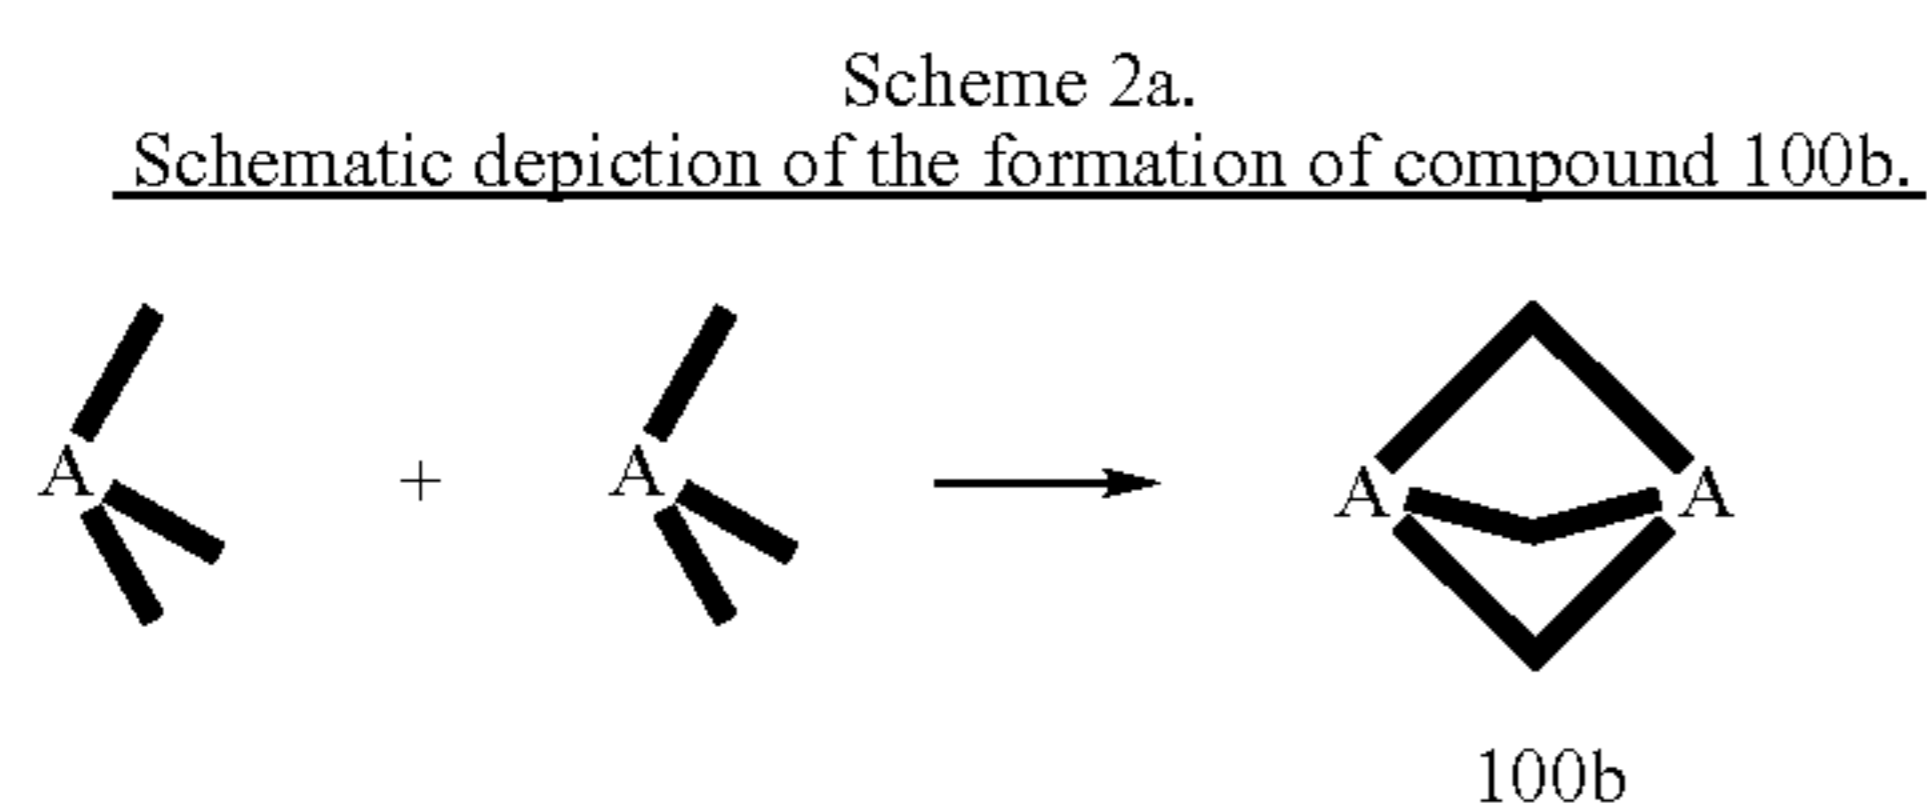 Scheme 2a.
Schematic depiction of the formation of compound 100b.
A + A A A
100b